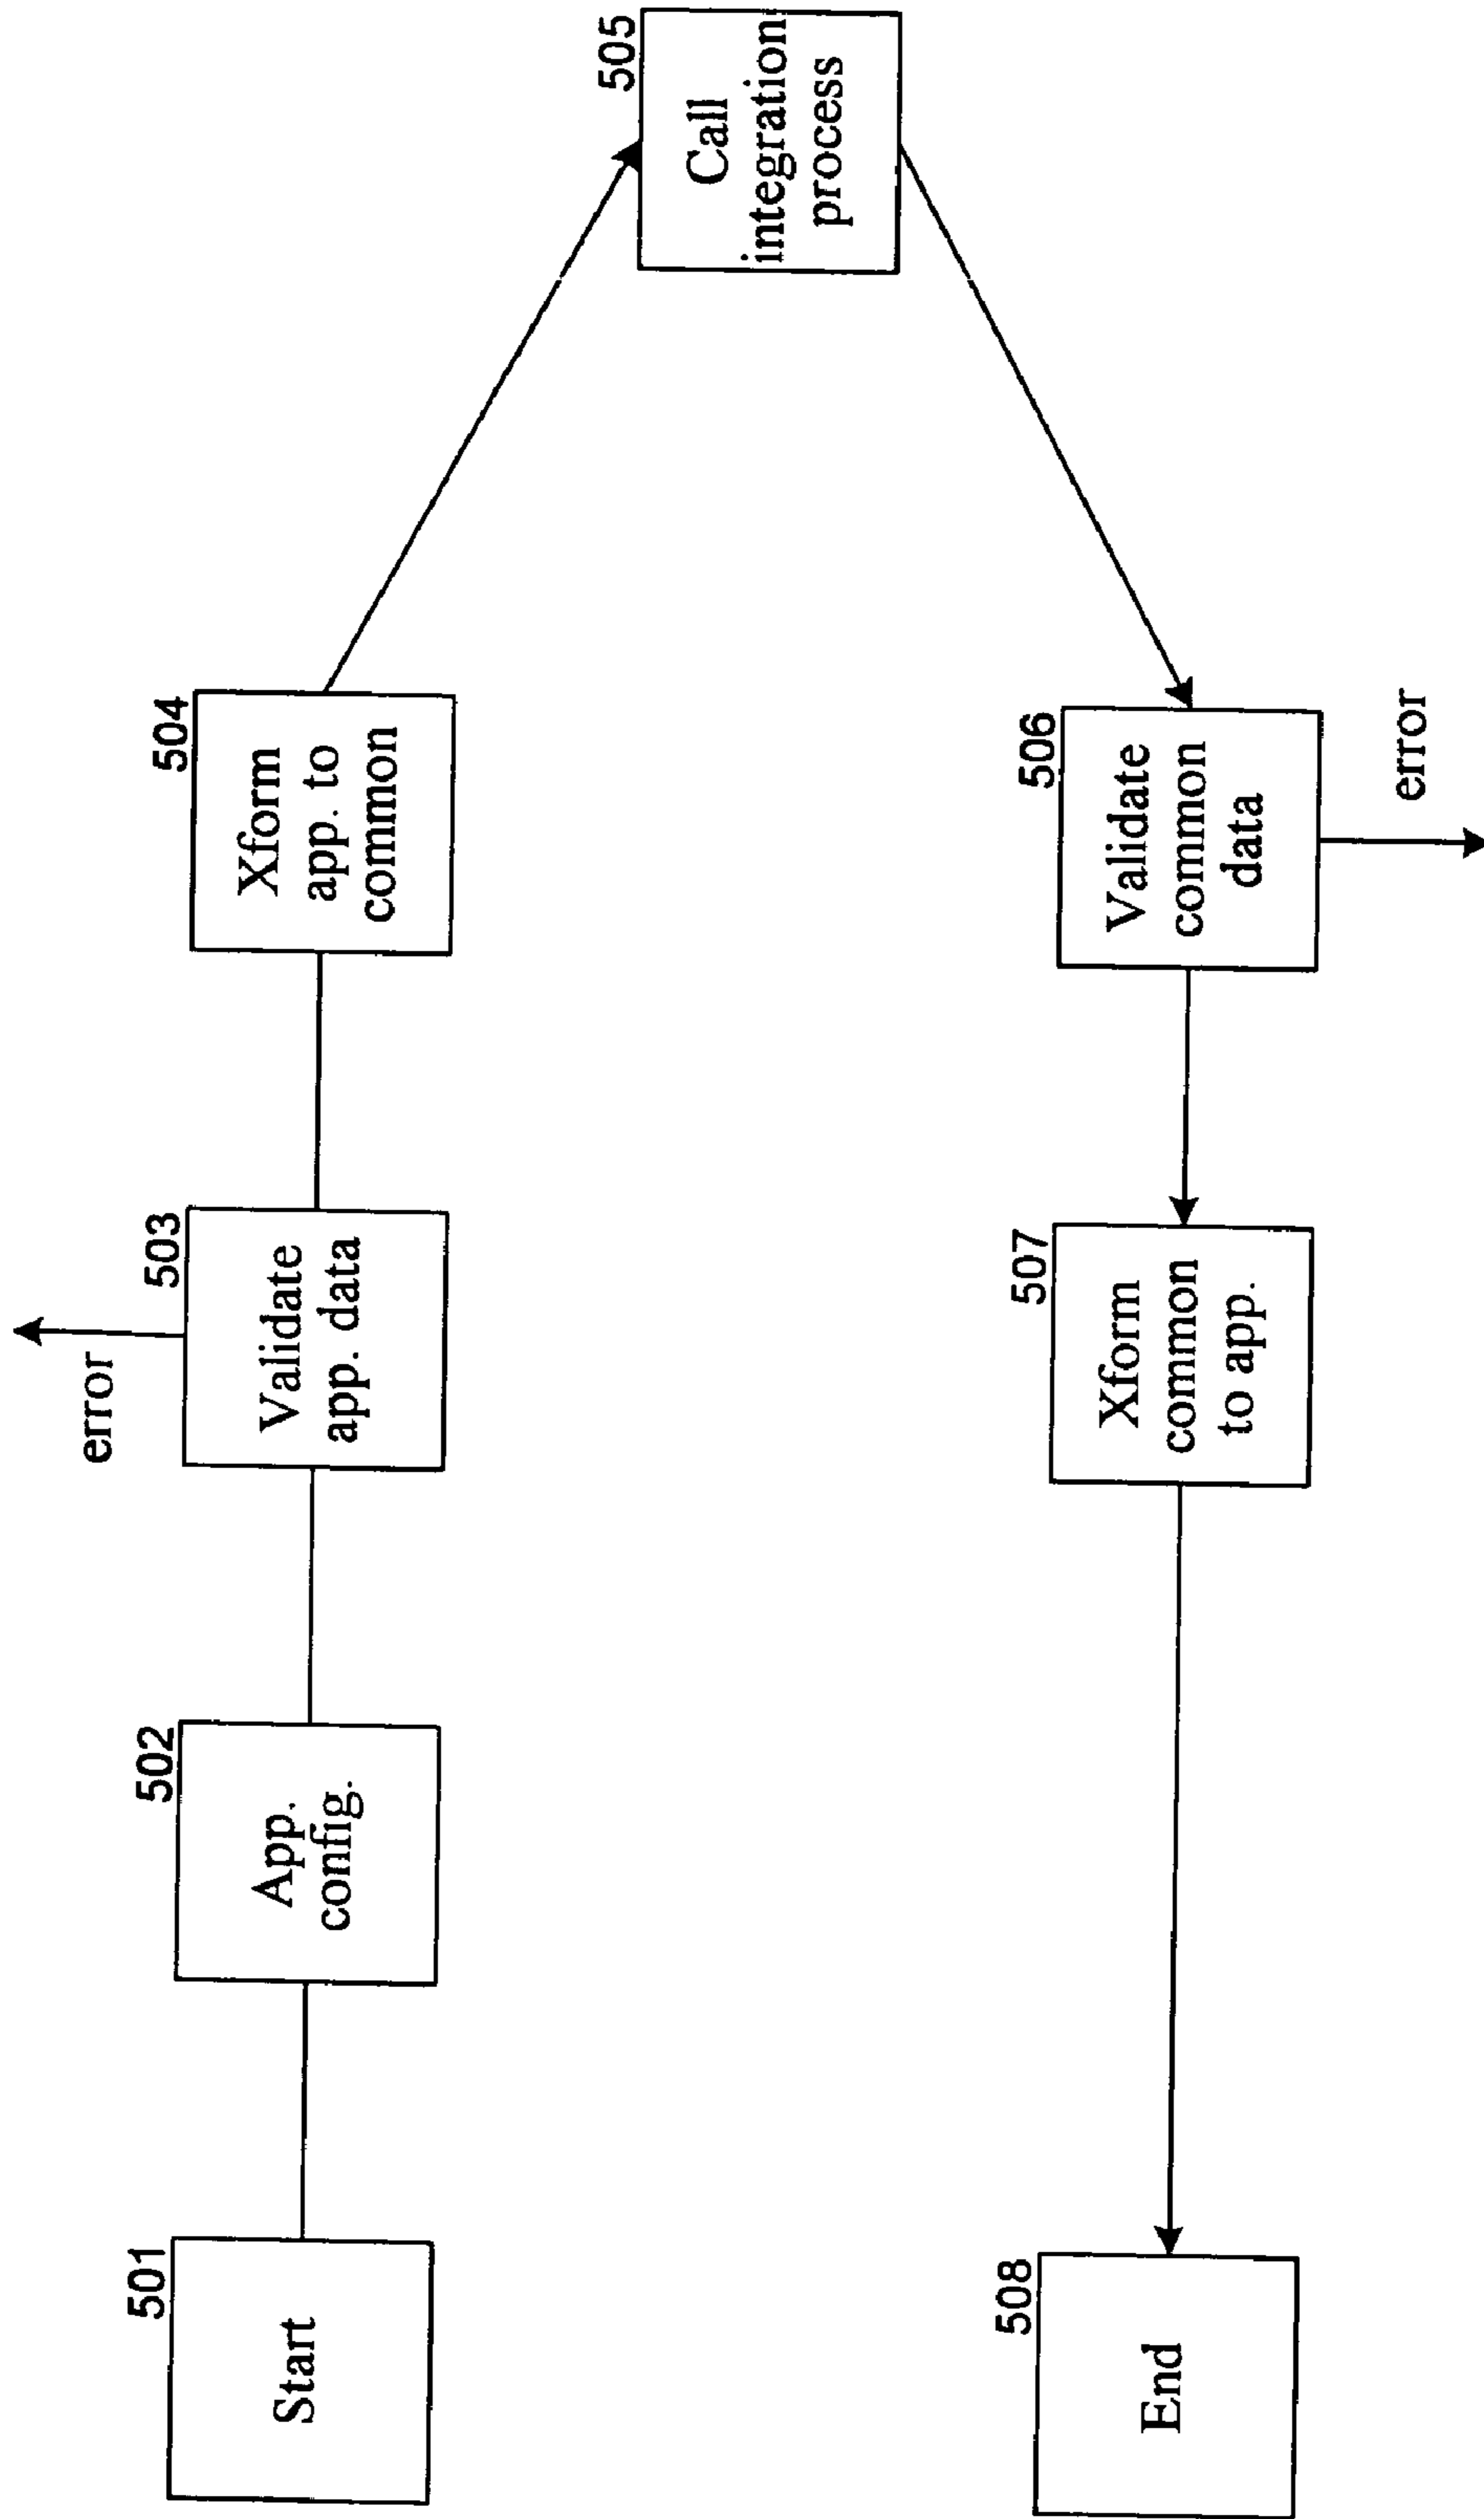 501
Start
502
App.
config.
error
503
Validate
app. data
504
Xform
app. to
common
505
Call
integration
process
506
Validate
common
data
error
507
Xform
common
to app.
508
End